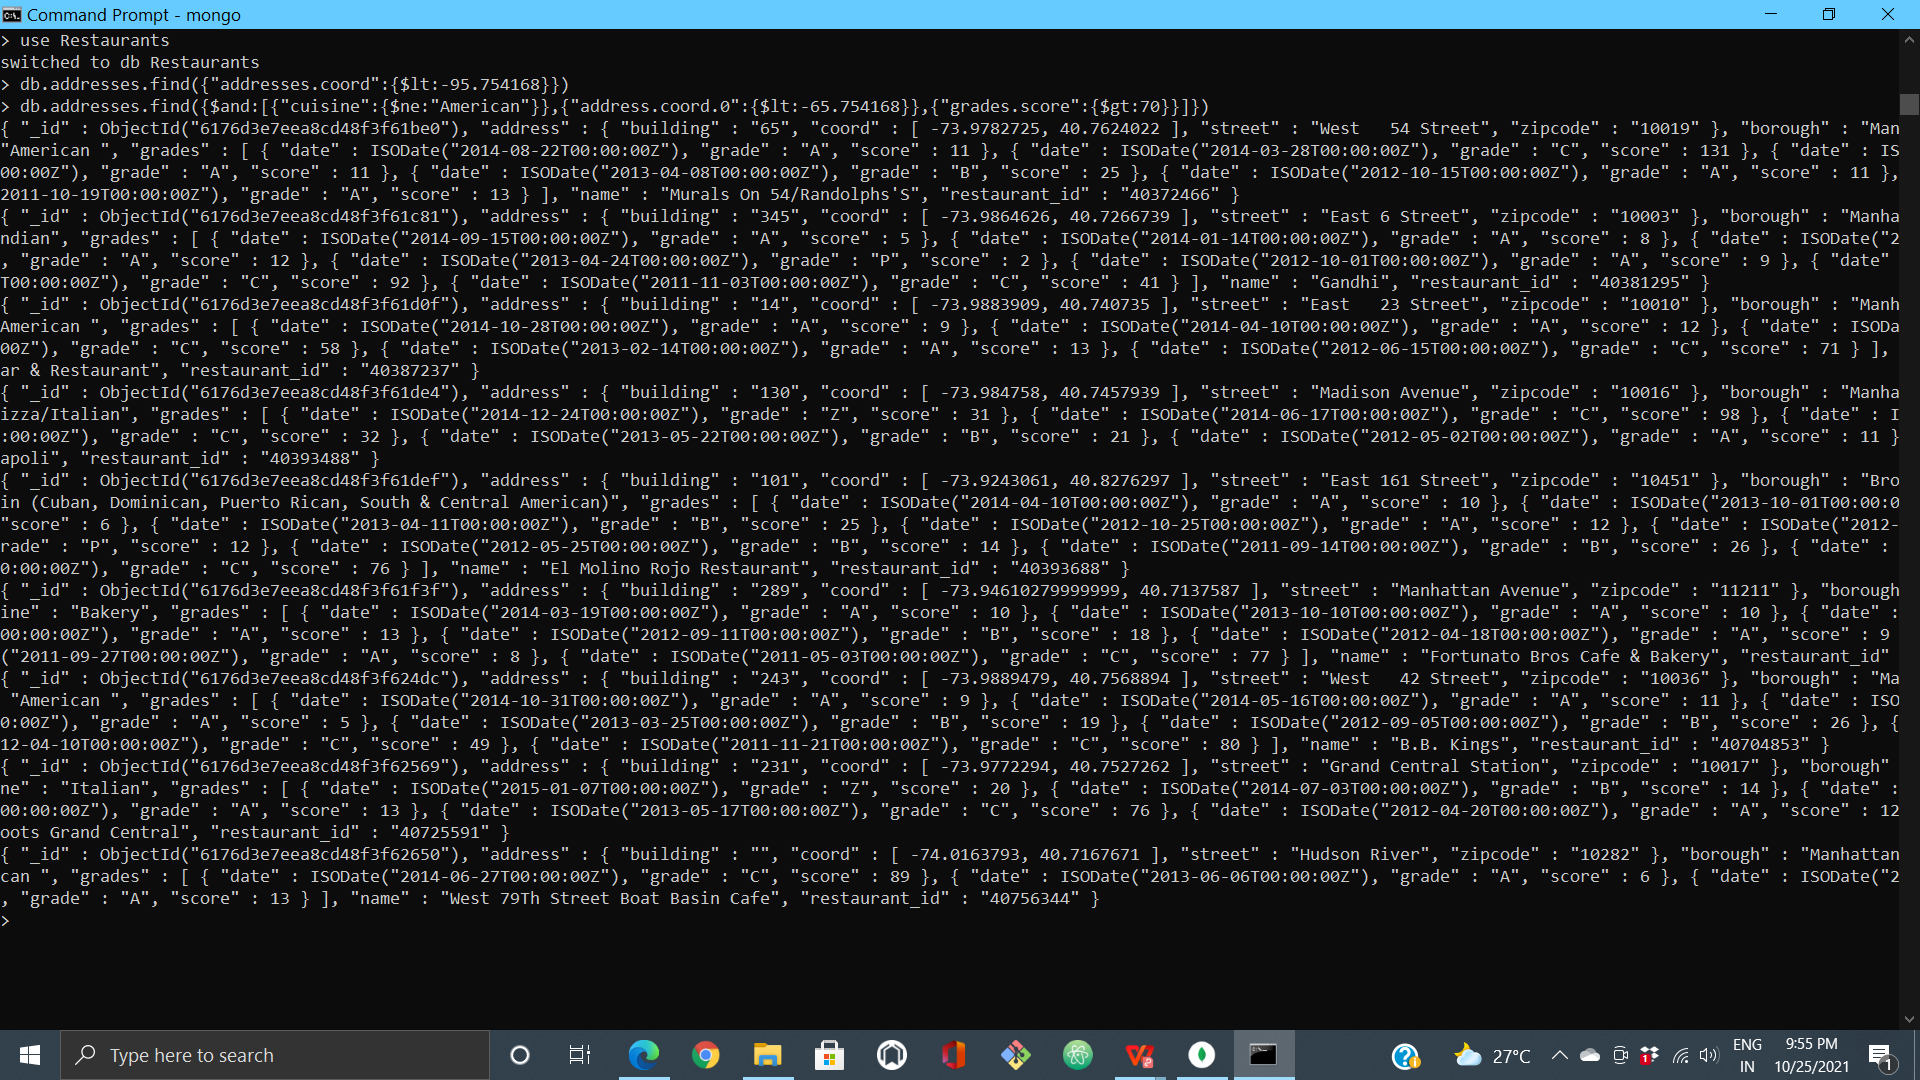 Command Prompt - mongo
> use Restaurants
switched to db Restaurants
> db.addresses.find({"addresses.coord":{$lt:-95.754168}})
> db.addresses.find({$and:[{"cuisine":{$ne:"American"}},{"address.coord.0":{$lt:-65.754168}},{"grades.score":{$gt:70}}]})
{ "_id" : ObjectId("6176d3e7eea8cd48f3f61be0"), "address" : { "building" : "65", "coord" : [ -73.9782725, 40.7624022 ], "street" : "West   54 Street", "zipcode" : "10019" }, "borough" : "Man
"American ", "grades" : [ { "date" : ISODate("2014-08-22T00:00:00Z"), "grade" : "A", "score" : 11 }, { "date" : ISODate("2014-03-28T00:00:00Z"), "grade" : "C", "score" : 131 }, { "date" : IS
00:00Z"), "grade" : "A", "score" : 11 }, { "date" : ISODate("2013-04-08T00:00:00Z"), "grade" : "B", "score" : 25 }, { "date" : ISODate("2012-10-15T00:00:00Z"), "grade" : "A", "score" : 11 },
2011-10-19T00:00:00Z"), "grade" : "A", "score" : 13 } ], "name" : "Murals On 54/Randolphs'S", "restaurant_id" : "40372466" }
{ "_id" : ObjectId("6176d3e7eea8cd48f3f61c81"), "address" : { "building" : "345", "coord" : [ -73.9864626, 40.7266739 ], "street" : "East 6 Street", "zipcode" : "10003" }, "borough" : "Manha
ndian", "grades" : [ { "date" : ISODate("2014-09-15T00:00:00Z"), "grade" : "A", "score" : 5 }, { "date" : ISODate("2014-01-14T00:00:00Z"), "grade" : "A", "score" : 8 }, { "date" : ISODate("2
, "grade" : "A", "score" : 12 }, { "date" : ISODate("2013-04-24T00:00:00Z"), "grade" : "P", "score" : 2 }, { "date" : ISODate("2012-10-01T00:00:00Z"), "grade" : "A", "score" : 9 }, { "date"
T00:00:00Z"), "grade" : "C", "score" : 92 }, { "date" : ISODate("2011-11-03T00:00:00Z"), "grade" : "C", "score" : 41 } ], "name" : "Gandhi", "restaurant_id" : "40381295" }
{ "_id" : ObjectId("6176d3e7eea8cd48f3f61d0f"), "address" : { "building" : "14", "coord" : [ -73.9883909, 40.740735 ], "street" : "East   23 Street", "zipcode" : "10010" }, "borough" : "Manh
American ", "grades" : [ { "date" : ISODate("2014-10-28T00:00:00Z"), "grade" : "A", "score" : 9 }, { "date" : ISODate("2014-04-10T00:00:00Z"), "grade" : "A", "score" : 12 }, { "date" : ISODa
00Z"), "grade" : "C", "score" : 58 }, { "date" : ISODate("2013-02-14T00:00:00Z"), "grade" : "A", "score" : 13 }, { "date" : ISODate("2012-06-15T00:00:00Z"), "grade" : "C", "score" : 71 } ],
ar & Restaurant", "restaurant_id" : "40387237" }
{ "_id" : ObjectId("6176d3e7eea8cd48f3f61de4"), "address" : { "building" : "130", "coord" : [ -73.984758, 40.7457939 ], "street" : "Madison Avenue", "zipcode" : "10016" }, "borough" : "Manha
izza/Italian", "grades" : [ { "date" : ISODate("2014-12-24T00:00:00Z"), "grade" : "Z", "score" : 31 }, { "date" : ISODate("2014-06-17T00:00:00Z"), "grade" : "C", "score" : 98 }, { "date" : I
:00:00Z"), "grade" : "C", "score" : 32 }, { "date" : ISODate("2013-05-22T00:00:00Z"), "grade" : "B", "score" : 21 }, { "date" : ISODate("2012-05-02T00:00:00Z"), "grade" : "A", "score" : 11 }
apoli", "restaurant_id" : "40393488" }
{ "_id" : ObjectId("6176d3e7eea8cd48f3f61def"), "address" : { "building" : "101", "coord" : [ -73.9243061, 40.8276297 ], "street" : "East 161 Street", "zipcode" : "10451" }, "borough" : "Bro
in (Cuban, Dominican, Puerto Rican, South & Central American)", "grades" : [ { "date" : ISODate("2014-04-10T00:00:00Z"), "grade" : "A", "score" : 10 }, { "date" : ISODate("2013-10-01T00:00:0
"score" : 6 }, { "date" : ISODate("2013-04-11T00:00:00Z"), "grade" : "B", "score" : 25 }, { "date" : ISODate("2012-10-25T00:00:00Z"), "grade" : "A", "score" : 12 }, { "date" : ISODate("2012-
rade" : "P", "score" : 12 }, { "date" : ISODate("2012-05-25T00:00:00Z"), "grade" : "B", "score" : 14 }, { "date" : ISODate("2011-09-14T00:00:00Z"), "grade" : "B", "score" : 26 }, { "date" :
0:00:00Z"), "grade" : "C", "score" : 76 } ], "name" : "El Molino Rojo Restaurant", "restaurant_id" : "40393688" }
{ "_id" : ObjectId("6176d3e7eea8cd48f3f61f3f"), "address" : { "building" : "289", "coord" : [ -73.94610279999999, 40.7137587 ], "street" : "Manhattan Avenue", "zipcode" : "11211" }, "borough
ine" : "Bakery", "grades" : [ { "date" : ISODate("2014-03-19T00:00:00Z"), "grade" : "A", "score" : 10 }, { "date" : ISODate("2013-10-10T00:00:00Z"), "grade" : "A", "score" : 10 }, { "date" :
00:00:00Z"), "grade" : "A", "score" : 13 }, { "date" : ISODate("2012-09-11T00:00:00Z"), "grade" : "B", "score" : 18 }, { "date" : ISODate("2012-04-18T00:00:00Z"), "grade" : "A", "score" : 9
("2011-09-27T00:00:00Z"), "grade" : "A", "score" : 8 }, { "date" : ISODate("2011-05-03T00:00:00Z"), "grade" : "C", "score" : 77 } ], "name" : "Fortunato Bros Cafe & Bakery", "restaurant_id"
{ "_id" : ObjectId("6176d3e7eea8cd48f3f624dc"), "address" : { "building" : "243", "coord" : [ -73.9889479, 40.7568894 ], "street" : "West   42 Street", "zipcode" : "10036" }, "borough" : "Ma
 "American ", "grades" : [ { "date" : ISODate("2014-10-31T00:00:00Z"), "grade" : "A", "score" : 9 }, { "date" : ISODate("2014-05-16T00:00:00Z"), "grade" : "A", "score" : 11 }, { "date" : ISO
0:00Z"), "grade" : "A", "score" : 5 }, { "date" : ISODate("2013-03-25T00:00:00Z"), "grade" : "B", "score" : 19 }, { "date" : ISODate("2012-09-05T00:00:00Z"), "grade" : "B", "score" : 26 }, {
12-04-10T00:00:00Z"), "grade" : "C", "score" : 49 }, { "date" : ISODate("2011-11-21T00:00:00Z"), "grade" : "C", "score" : 80 } ], "name" : "B.B. Kings", "restaurant_id" : "40704853" }
{ "_id" : ObjectId("6176d3e7eea8cd48f3f62569"), "address" : { "building" : "231", "coord" : [ -73.9772294, 40.7527262 ], "street" : "Grand Central Station", "zipcode" : "10017" }, "borough"
ne" : "Italian", "grades" : [ { "date" : ISODate("2015-01-07T00:00:00Z"), "grade" : "Z", "score" : 20 }, { "date" : ISODate("2014-07-03T00:00:00Z"), "grade" : "B", "score" : 14 }, { "date" :
00:00:00Z"), "grade" : "A", "score" : 13 }, { "date" : ISODate("2013-05-17T00:00:00Z"), "grade" : "C", "score" : 76 }, { "date" : ISODate("2012-04-20T00:00:00Z"), "grade" : "A", "score" : 12
oots Grand Central", "restaurant_id" : "40725591" }
{ "_id" : ObjectId("6176d3e7eea8cd48f3f62650"), "address" : { "building" : "", "coord" : [ -74.0163793, 40.7167671 ], "street" : "Hudson River", "zipcode" : "10282" }, "borough" : "Manhattan
can ", "grades" : [ { "date" : ISODate("2014-06-27T00:00:00Z"), "grade" : "C", "score" : 89 }, { "date" : ISODate("2013-06-06T00:00:00Z"), "grade" : "A", "score" : 6 }, { "date" : ISODate("2
, "grade" : "A", "score" : 13 } ], "name" : "West 79Th Street Boat Basin Cafe", "restaurant_id" : "40756344" }
>
Type here to search
27°C
ENG
IN
9:55 PM
10/25/2021
1